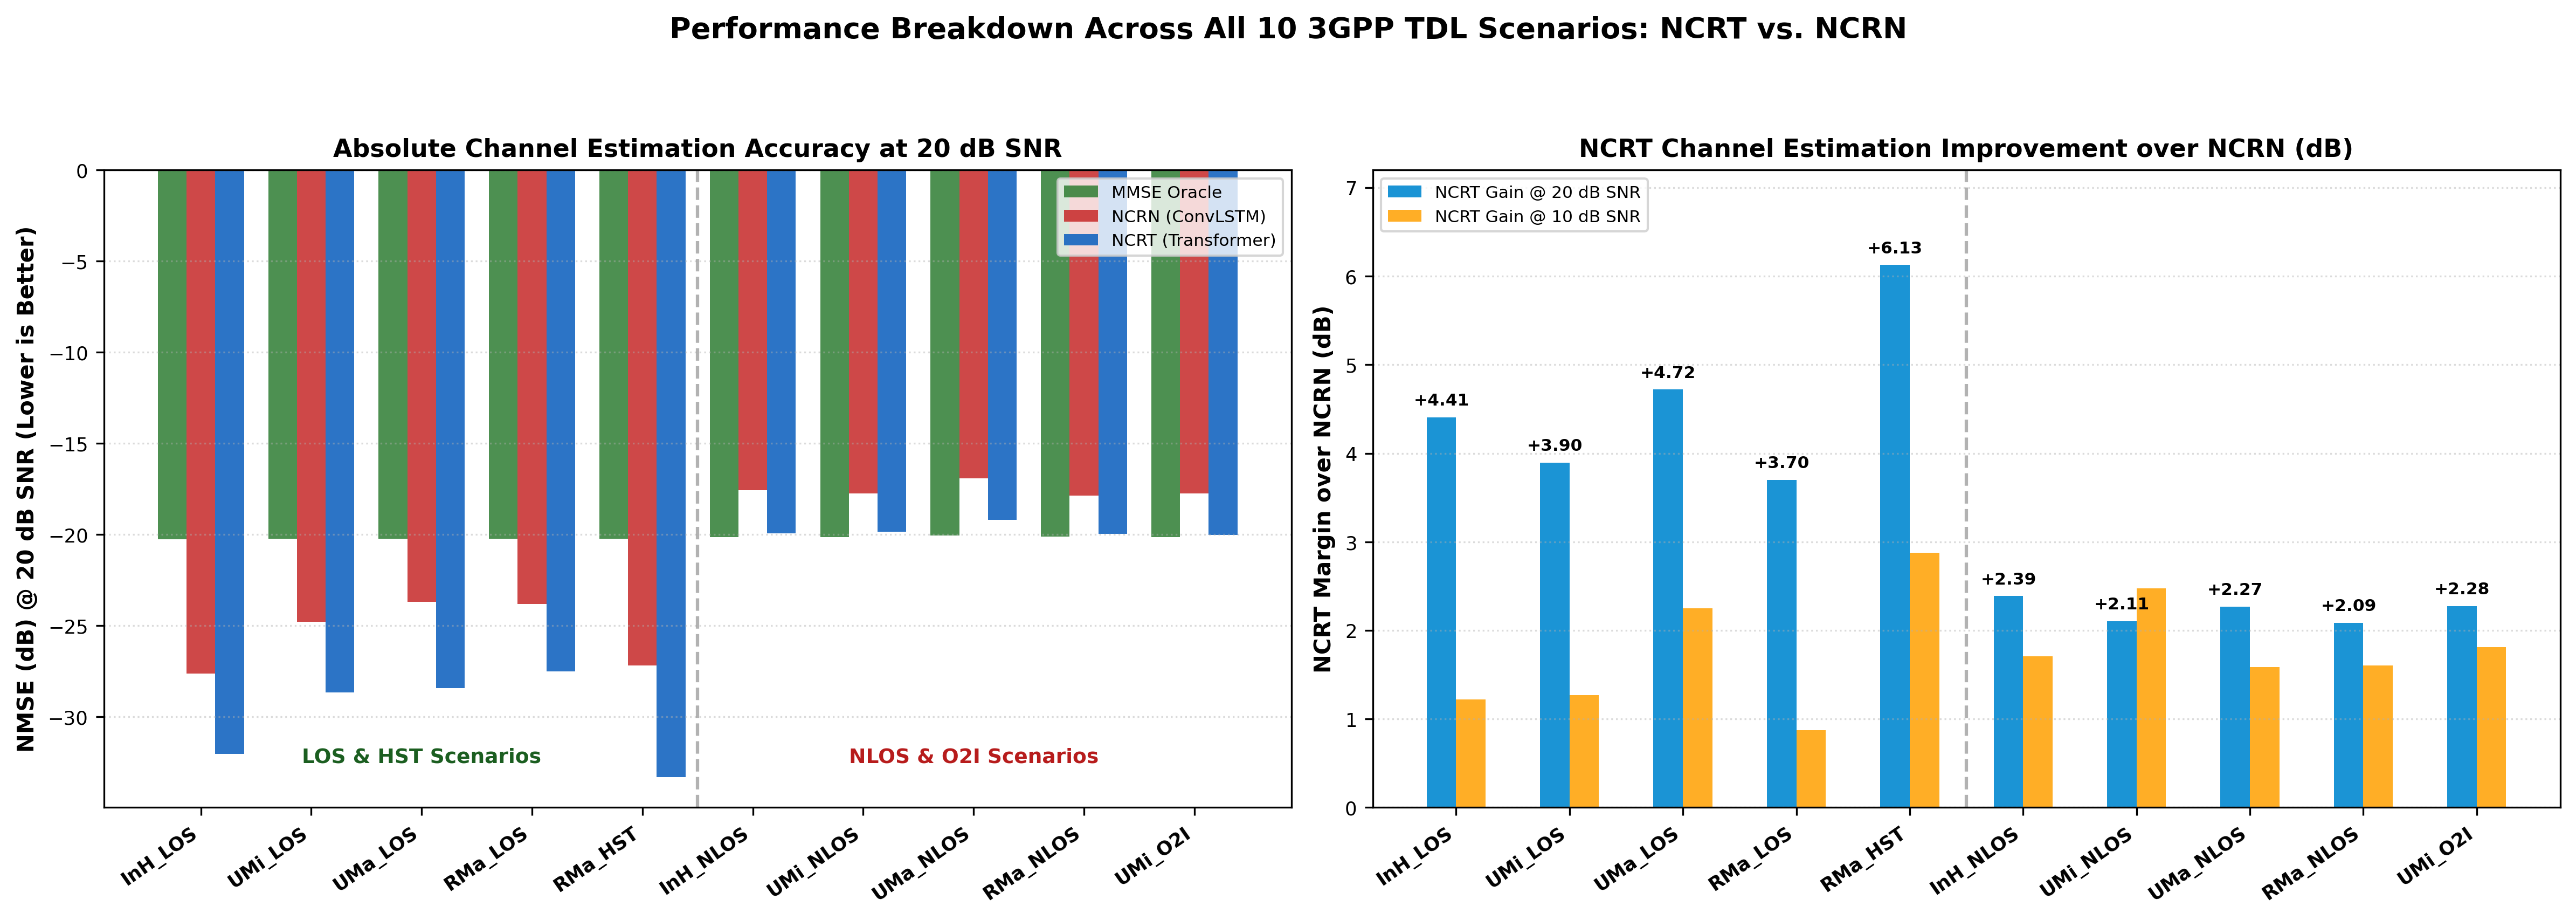 Performance Breakdown Across All 10 3GPP TDL Scenarios: NCRT vs. NCRN
Absolute Channel Estimation Accuracy at 20 dB SNR
NMSE (dB) @ 20 dB SNR (Lower is Better)
0
−5
−10
−15
−20
−25
−30
MMSE Oracle
NCRN (ConvLSTM)
NCRT (Transformer)
LOS & HST Scenarios
NLOS & O2I Scenarios
InH_LOS
UMi_LOS
UMa_LOS
RMa_LOS
RMa_HST
InH_NLOS
UMi_NLOS
UMa_NLOS
RMa_NLOS
UMi_O2I
NCRT Channel Estimation Improvement over NCRN (dB)
NCRT Margin over NCRN (dB)
7
6
5
4
3
2
1
0
NCRT Gain @ 20 dB SNR
NCRT Gain @ 10 dB SNR
+4.41
+3.90
+4.72
+3.70
+6.13
+2.39
+2.11
+2.27
+2.09
+2.28
InH_LOS
UMi_LOS
UMa_LOS
RMa_LOS
RMa_HST
InH_NLOS
UMi_NLOS
UMa_NLOS
RMa_NLOS
UMi_O2I